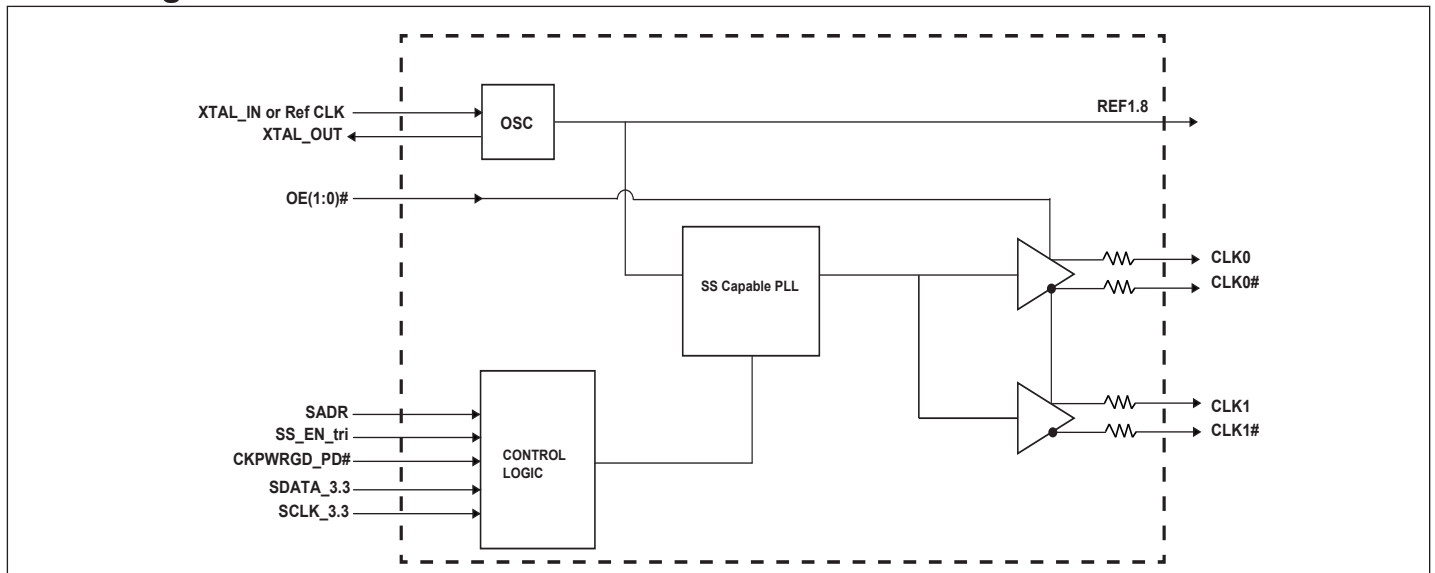 XTAL_IN or Ref CLK
XTAL_OUT
OSC
REF1.8
OE(1:0)#
SS Capable PLL
CLK0
CLK0#
CLK1
CLK1#
SADR
SS_EN_tri
CKPWRGD_PD#
SDATA_3.3
SCLK_3.3
CONTROL
LOGIC